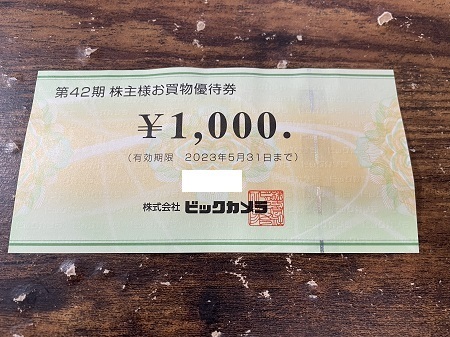 第42期 株主様お買物優待券
¥1,000.
(有効期限 2023年5月31日まで)
株式会社 ビックカメラ